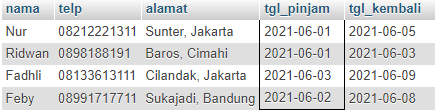 nama telp alamat tgl_pinjam tgl_kembali
Nur 08212221311 Sunter, Jakarta 2021-06-01 2021-06-05
Ridwan 0898188191 Baros, Cimahi 2021-06-01 2021-06-03
Fadhli 08133613111 Cilandak, Jakarta 2021-06-03 2021-06-09
Feby 08991717711 Sukajadi, Bandung 2021-06-02 2021-06-08